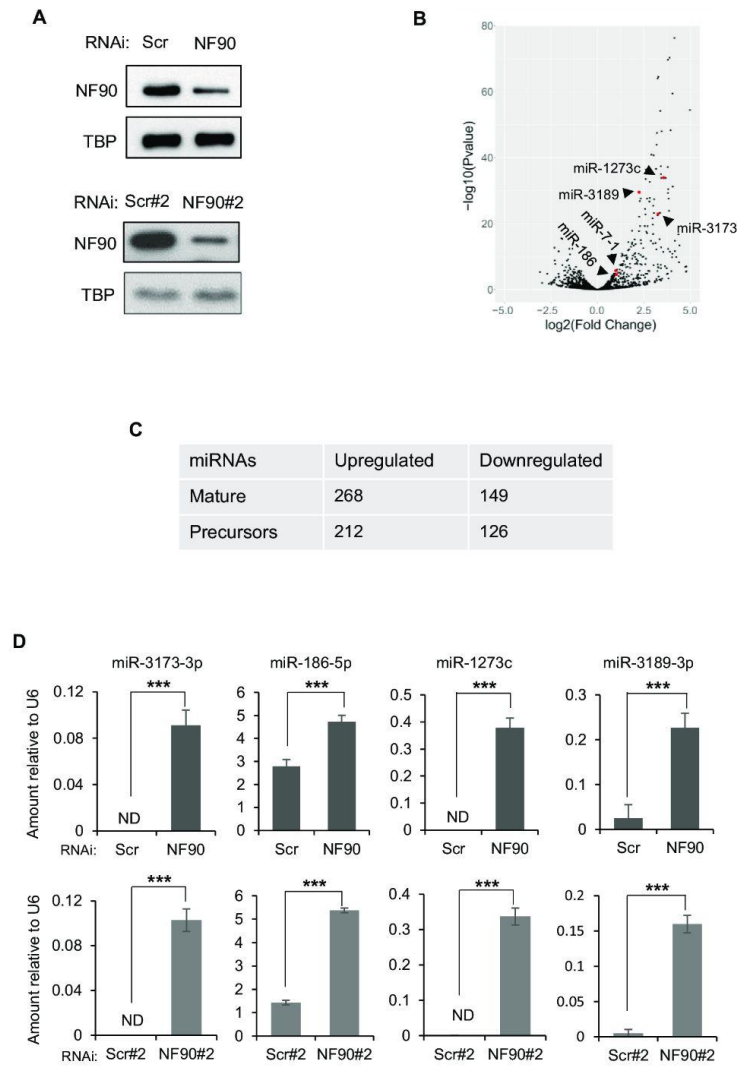 A
RNAi: Scr NF90
NF90
TBP
RNAi: Scr#2 NF90#2
NF90
TBP
B
80
60
40
20
0
−log10(Pvalue)
miR-1273c
miR-3189
miR-7-1
miR-186
miR-3173
−5.0 −2.5 0.0 2.5 5.0
log2(Fold Change)
C
miRNAs Upregulated Downregulated
Mature 268 149
Precursors 212 126
D
miR-3173-3p miR-186-5p miR-1273c miR-3189-3p
Amount relative to U6
0.12
0.08
0.04
0
***
ND
RNAi: Scr NF90
6
5
4
3
2
1
0
***
Scr NF90
0.5
0.4
0.3
0.2
0.1
0
***
ND
Scr NF90
0.3
0.2
0.1
0
***
Scr NF90
Amount relative to U6
0.12
0.08
0.04
0
***
ND
RNAi: Scr#2 NF90#2
6
5
4
3
2
1
0
***
Scr#2 NF90#2
0.4
0.3
0.2
0.1
0
***
ND
Scr#2 NF90#2
0.2
0.15
0.1
0.05
0
***
Scr#2 NF90#2